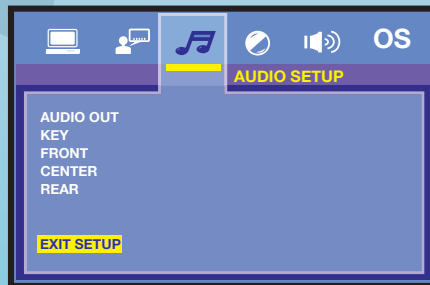 OS
AUDIO SETUP
AUDIO OUT
KEY
FRONT
CENTER
REAR
EXIT SETUP